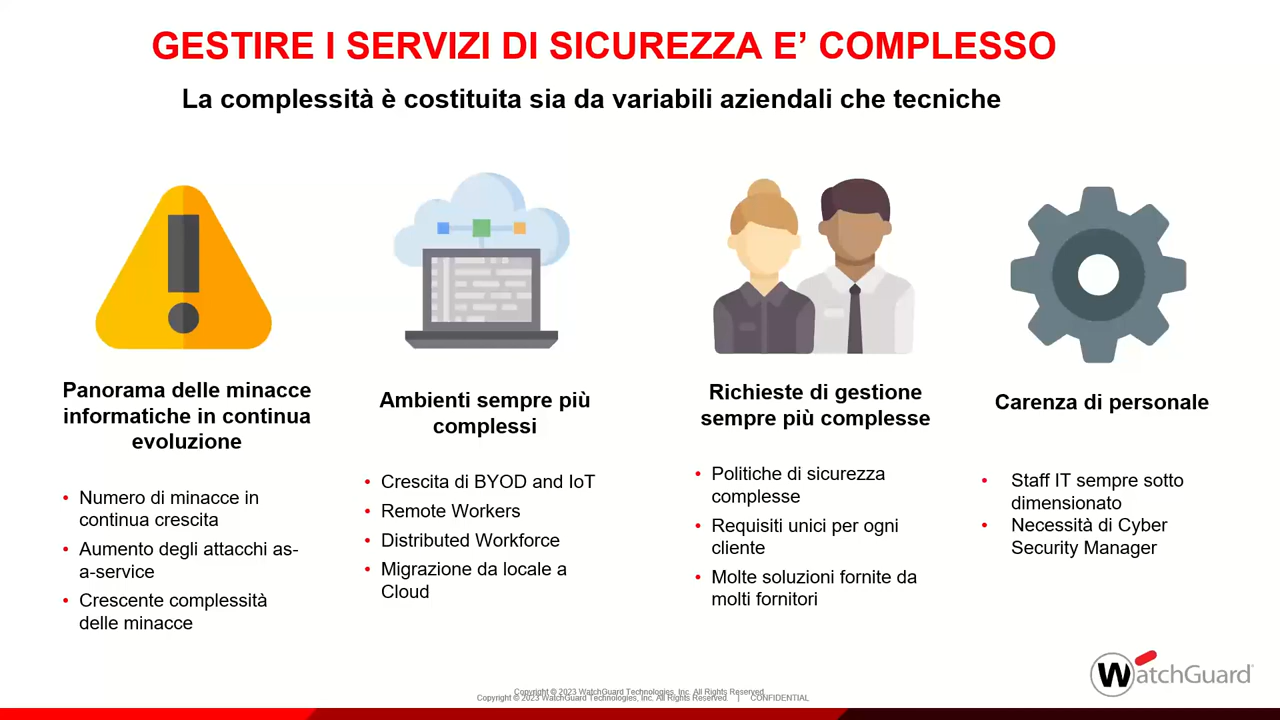 GESTIRE I SERVIZI DI SICUREZZA E’ COMPLESSO
La complessità è costituita sia da variabili aziendali che tecniche
Panorama delle minacce
informatiche in continua
evoluzione
• Numero di minacce in
continua crescita
• Aumento degli attacchi as-
a-service
• Crescente complessità
delle minacce
Ambienti sempre più
complessi
• Crescita di BYOD and IoT
• Remote Workers
• Distributed Workforce
• Migrazione da locale a
Cloud
Richieste di gestione
sempre più complesse
• Politiche di sicurezza
complesse
• Requisiti unici per ogni
cliente
• Molte soluzioni fornite da
molti fornitori
Carenza di personale
• Staff IT sempre sotto
dimensionato
• Necessità di Cyber
Security Manager
WatchGuard
Copyright © 2023 WatchGuard Technologies, Inc. All Rights Reserved
Copyright © 2023 WatchGuard Technologies, Inc. All Rights Reserved. | CONFIDENTIAL